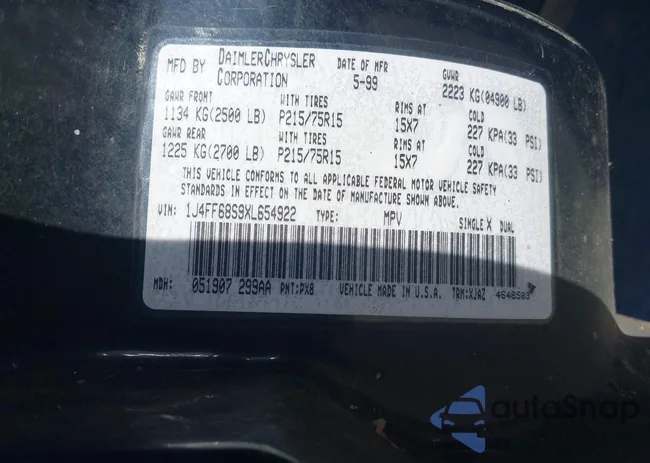 MFD BY DAIMLERCHRYSLER CORPORATION DATE OF MFR 5-99 GVWR 2223 KG(04900 LB)
GAWR FRONT WITH TIRES RIMS AT COLD
1134 KG(2500 LB) P215/75R15 15X7 227 KPA(33 PSI)
GAWR REAR WITH TIRES RIMS AT COLD
1225 KG(2700 LB) P215/75R15 15X7 227 KPA(33 PSI)
THIS VEHICLE CONFORMS TO ALL APPLICABLE FEDERAL MOTOR VEHICLE SAFETY
STANDARDS IN EFFECT ON THE DATE OF MANUFACTURE SHOWN ABOVE.
VIN: 1J4FF68S9XL654922 TYPE: MPV SINGLE X DUAL
MDH: 051907 299AA PNT:PX8 VEHICLE MADE IN U.S.A. TRM:XJAZ 4646503
autoSnap